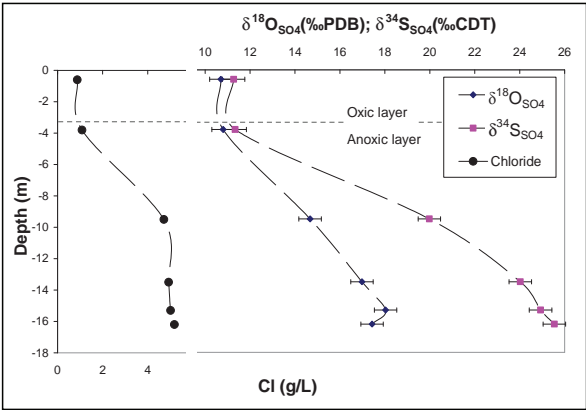 δ18OSO4(‰PDB); δ34SSO4(‰CDT)
10 12 14 16 18 20 22 24 26
0
-2
-4
-6
-8
-10
-12
-14
-16
-18
Depth (m)
Oxic layer
Anoxic layer
δ18OSO4
δ34SSO4
Chloride
0 2 4
Cl (g/L)